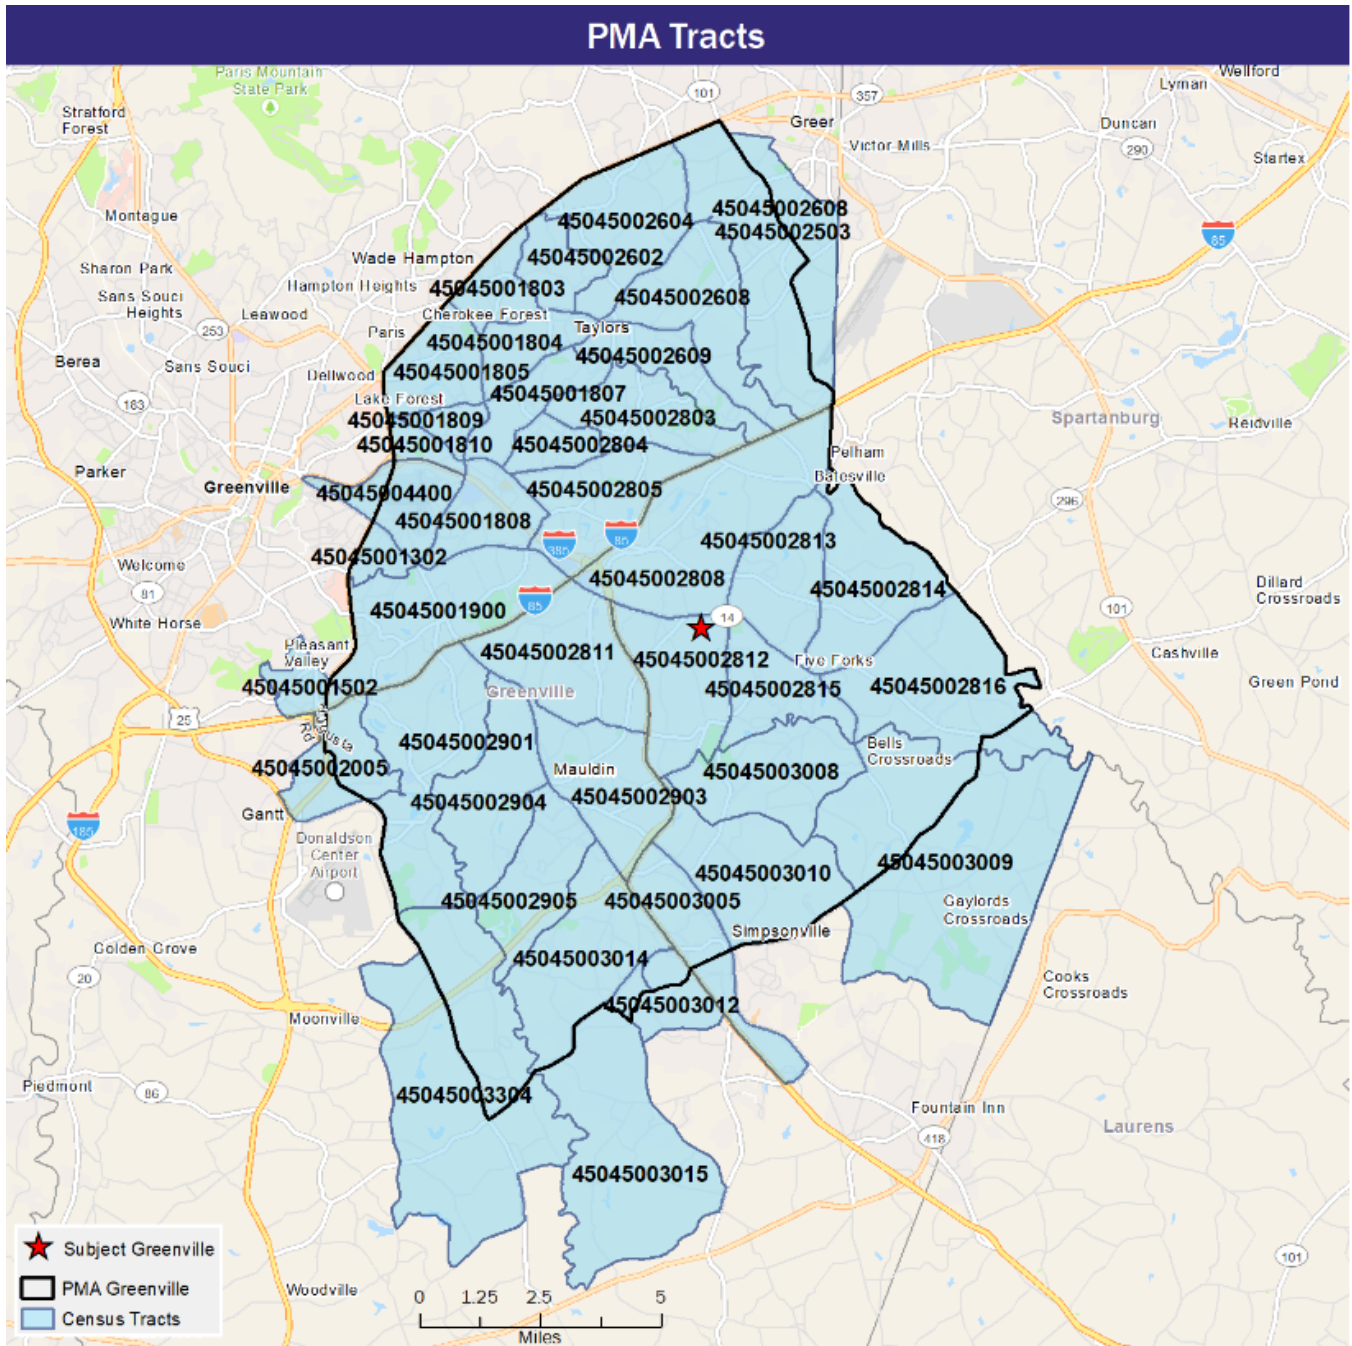 PMA Tracts
Paris Mountain
State Park
Wellford
Lyman
101
357
Stratford
Forest
Greer
Duncan
Victor Mills
290
Startex
45045002608
Montague
45045002604
45045002503
85
Wade Hampton
45045002602
Sharon Park
Hampton Heights
45045001803
45045002608
Sans Souci
Heights
Leawood
Cherokee Forest
253
Paris
Taylors
45045001804
45045002609
Berea
Sans Souci
Dellwood
45045001805
45045001807
Lake Forest
183
45045001809
45045002803
Spartanburg
Reidville
45045001810
45045002804
Pelham
Parker
Batesville
Greenville
45045004400
45045002805
296
45045001808
385
85
45045002813
45045001302
Welcome
45045002808
45045002814
Dillard
Crossroads
81
85
101
45045001900
14
White Horse
Pleasant
Valley
45045002811
45045002812
Five Forks
Cashville
45045001502
Greenville
45045002815
45045002816
Green Pond
25
Augusta
Rd
45045002901
Bells
Crossroads
45045002005
Mauldin
45045003008
45045002904
45045002903
Gantt
185
Donaldson
Center
Airport
45045003009
45045003010
45045002905
45045003005
Gaylords
Crossroads
Simpsonville
Golden Grove
45045003014
20
Cooks
Crossroads
45045003012
Moonville
Piedmont
86
45045003304
Fountain Inn
Laurens
418
45045003015
Subject Greenville
101
PMA Greenville
Woodville
0 1.25 2.5 5
Census Tracts
Miles